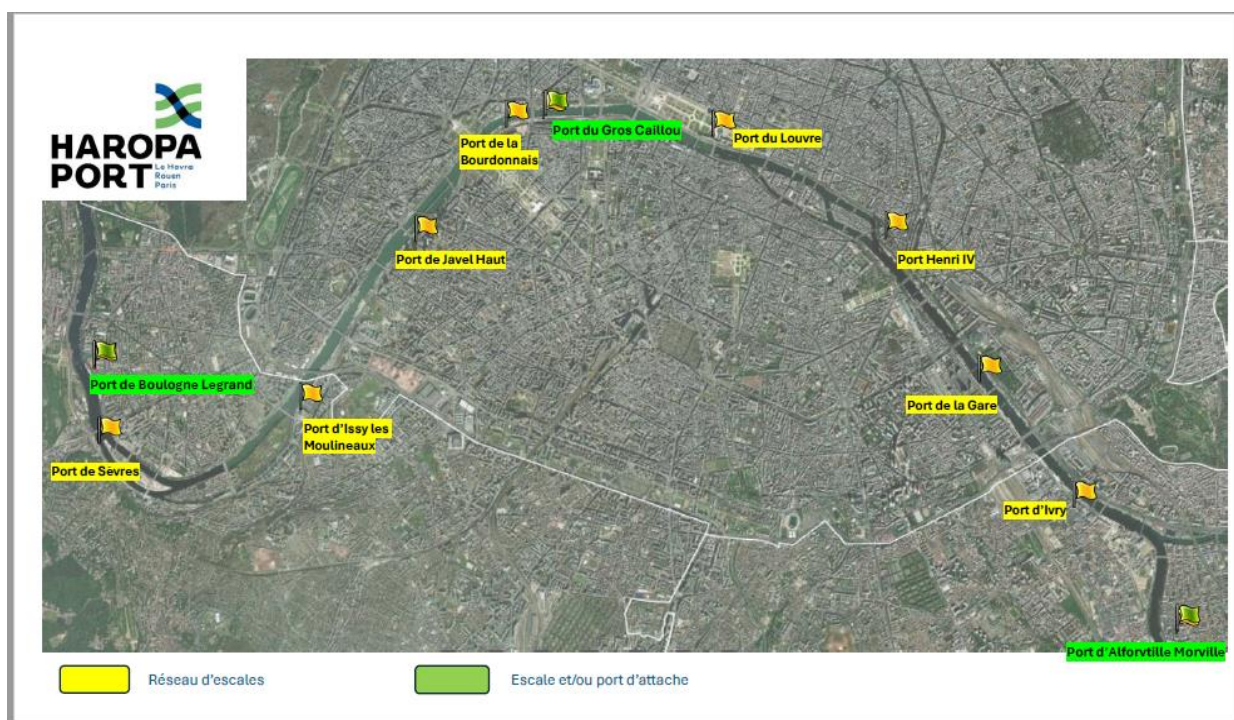 HAROPA
PORT
Le Havre
Rouen
Paris
Port de la
Bourdonnais
Port du Gros Caillou
Port du Louvre
Port de Javel Haut
Port Henri IV
Port de Boulogne Legrand
Port d'Issy les
Moulineaux
Port de la Gare
Port de Sèvres
Port d'Ivry
Port d'Alforvtille Morville
Réseau d'escales
Escale et/ou port d'attache